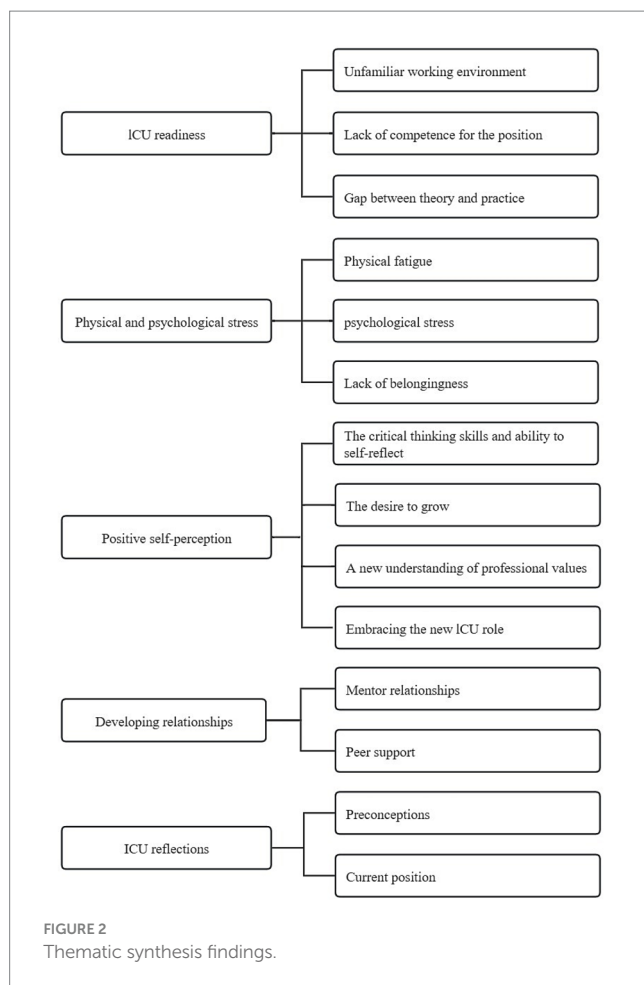 ICU readiness
Unfamiliar working environment
Lack of competence for the position
Gap between theory and practice
Physical and psychological stress
Physical fatigue
psychological stress
Lack of belongingness
Positive self-perception
The critical thinking skills and ability to
self-reflect
The desire to grow
A new understanding of professional values
Embracing the new lCU role
Developing relationships
Mentor relationships
Peer support
ICU reflections
Preconceptions
Current position
FIGURE 2
Thematic synthesis findings.